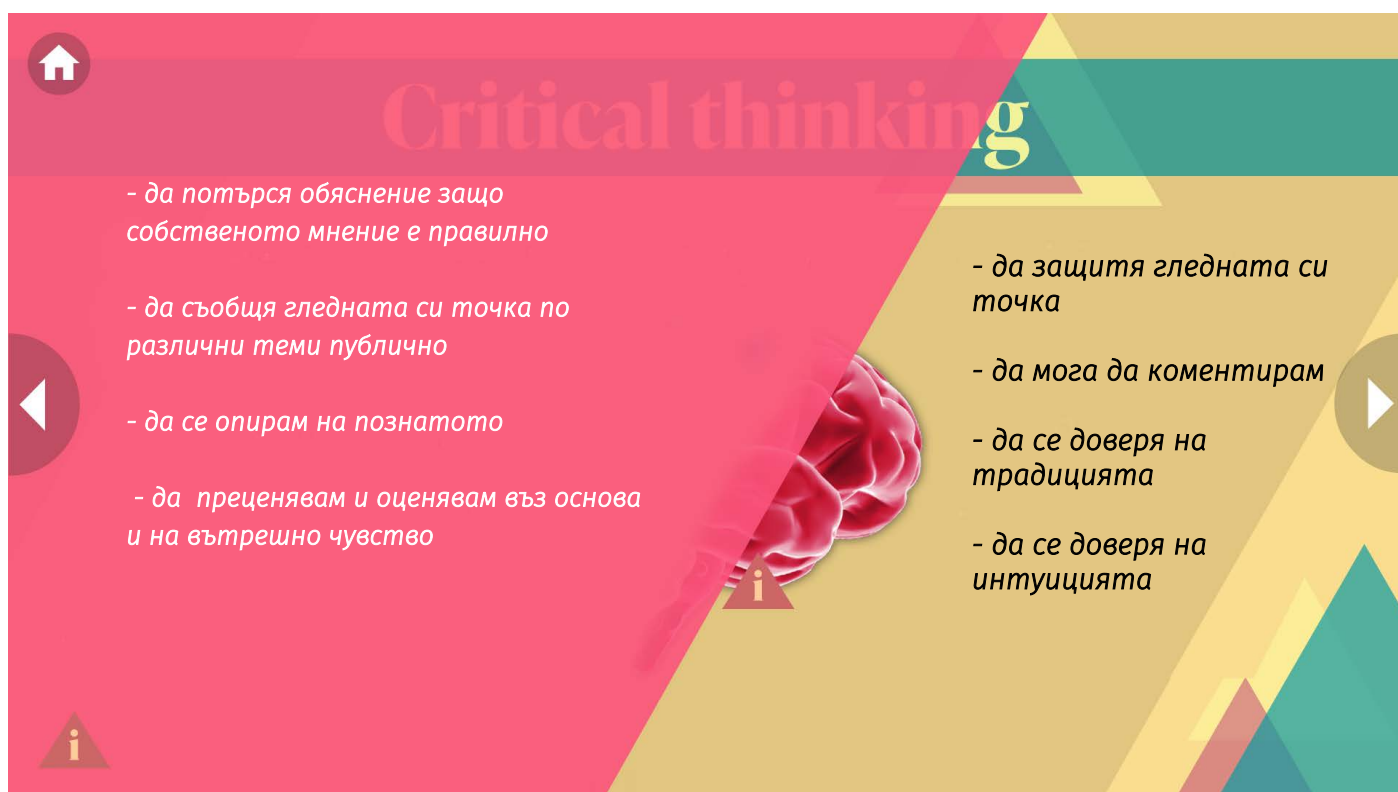 Critical thinking
- да потърся обяснение защо
собственото мнение е правилно
- да съобщя гледната си точка по
различни теми публично
- да се опирам на познатото
- да  преценявам и оценявам въз основа
и на вътрешно чувство
- да защитя гледната си
точка
- да мога да коментирам
- да се доверя на
традицията
- да се доверя на
интуицията
i
i